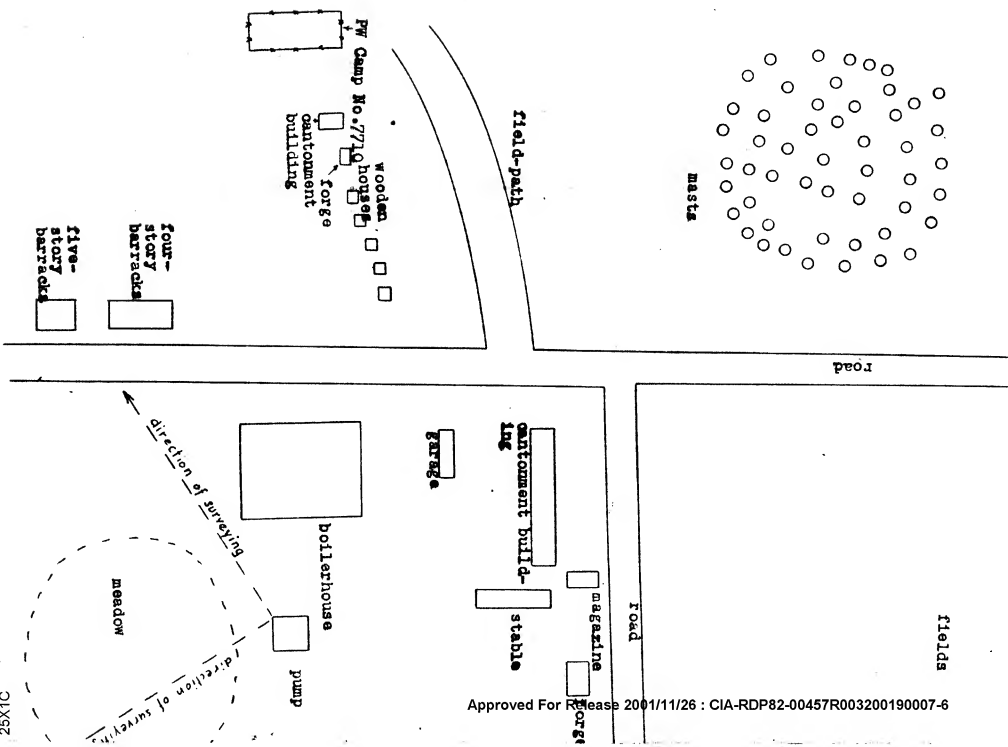 PW Camp No.7710
cantonment
building
forge
wooden
houses
field-path
masts
four-
story
barracks
five-
story
barracks
road
direction of surveying
boilerhouse
garage
cantonment build-
ing
magazine
stable
road
fields
meadow
pump
direction of surveyin
forge
Approved For Release 2001/11/26 : CIA-RDP82-00457R003200190007-6
25X1C